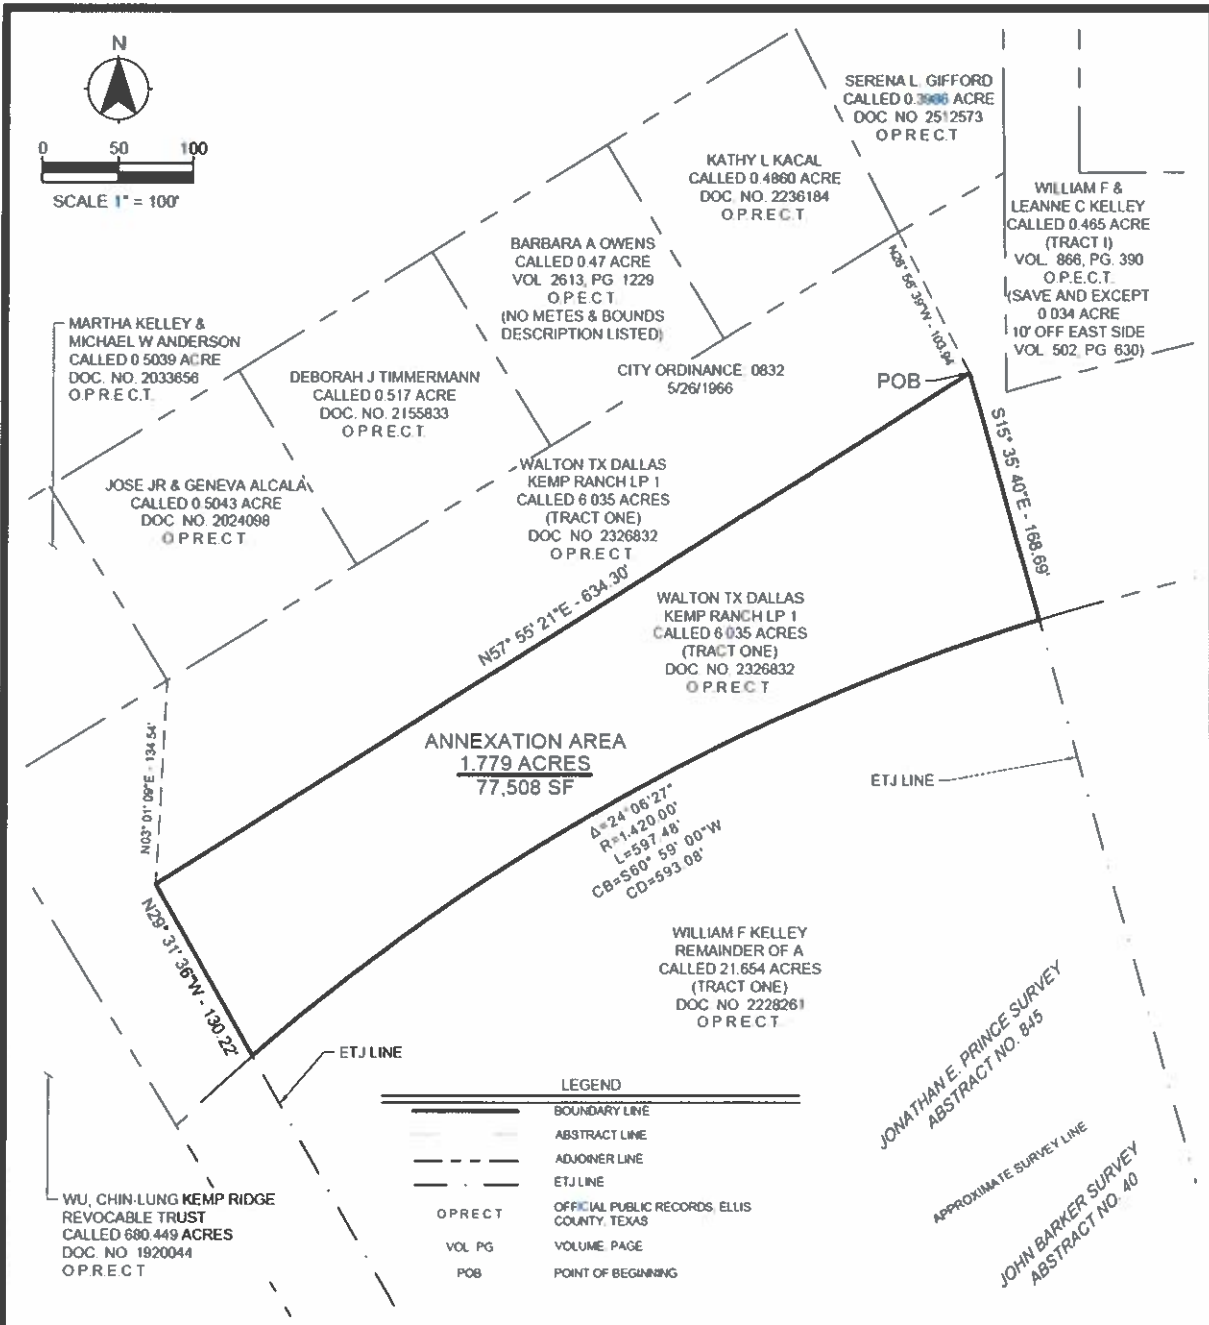 N
0 50 100
SCALE 1" = 100'
SERENA L. GIFFORD
CALLED 0.3986 ACRE
DOC NO 2512573
O P R E C T
KATHY L KACAL
CALLED 0.4860 ACRE
DOC. NO. 2236184
O P R E C T
WILLIAM F &
LEANNE C KELLEY
CALLED 0.465 ACRE
(TRACT I)
VOL. 866, PG. 390
O.P.E.C.T.
(SAVE AND EXCEPT
0 034 ACRE
10' OFF EAST SIDE
VOL 502, PG 630)
BARBARA A OWENS
CALLED 0 47 ACRE
VOL 2613, PG 1229
O.P.E.C.T.
(NO METES & BOUNDS
DESCRIPTION LISTED)
MARTHA KELLEY &
MICHAEL W ANDERSON
CALLED 0 5039 ACRE
DOC. NO. 2033656
O.P.R.E.C.T.
DEBORAH J TIMMERMANN
CALLED 0.517 ACRE
DOC. NO. 2155833
O P R E C T
CITY ORDINANCE 0832
5/26/1966
N28° 56' 39"W - 103.94'
POB
S15° 35' 40"E - 168.69'
JOSE JR & GENEVA ALCALA
CALLED 0 5043 ACRE
DOC NO. 2024098
O P R E C T
WALTON TX DALLAS
KEMP RANCH LP 1
CALLED 6 035 ACRES
(TRACT ONE)
DOC NO 2326832
O P R E C T
N57° 55' 21"E - 634.30'
WALTON TX DALLAS
KEMP RANCH LP 1
CALLED 6 035 ACRES
(TRACT ONE)
DOC NO 2326832
O P R E C T
N03° 01' 09"E - 134 54'
ANNEXATION AREA
1.779 ACRES
77,508 SF
ETJ LINE
Δ=24°06'27"
R=1,420.00'
L=597.48'
CB=S60° 59' 00"W
CD=593.08'
N29° 31' 36"W - 130.22'
WILLIAM F KELLEY
REMAINDER OF A
CALLED 21.654 ACRES
(TRACT ONE)
DOC NO 2228261
O P R E C T
ETJ LINE
JONATHAN E. PRINCE SURVEY
ABSTRACT NO. 845
APPROXIMATE SURVEY LINE
JOHN BARKER SURVEY
ABSTRACT NO. 40
WU, CHIN-LUNG KEMP RIDGE
REVOCABLE TRUST
CALLED 680.449 ACRES
DOC. NO 1920044
O P R E C T
LEGEND
BOUNDARY LINE
ABSTRACT LINE
ADJOINER LINE
ETJ LINE
O P R E C T OFFICIAL PUBLIC RECORDS, ELLIS
COUNTY, TEXAS
VOL PG VOLUME PAGE
POB POINT OF BEGINNING